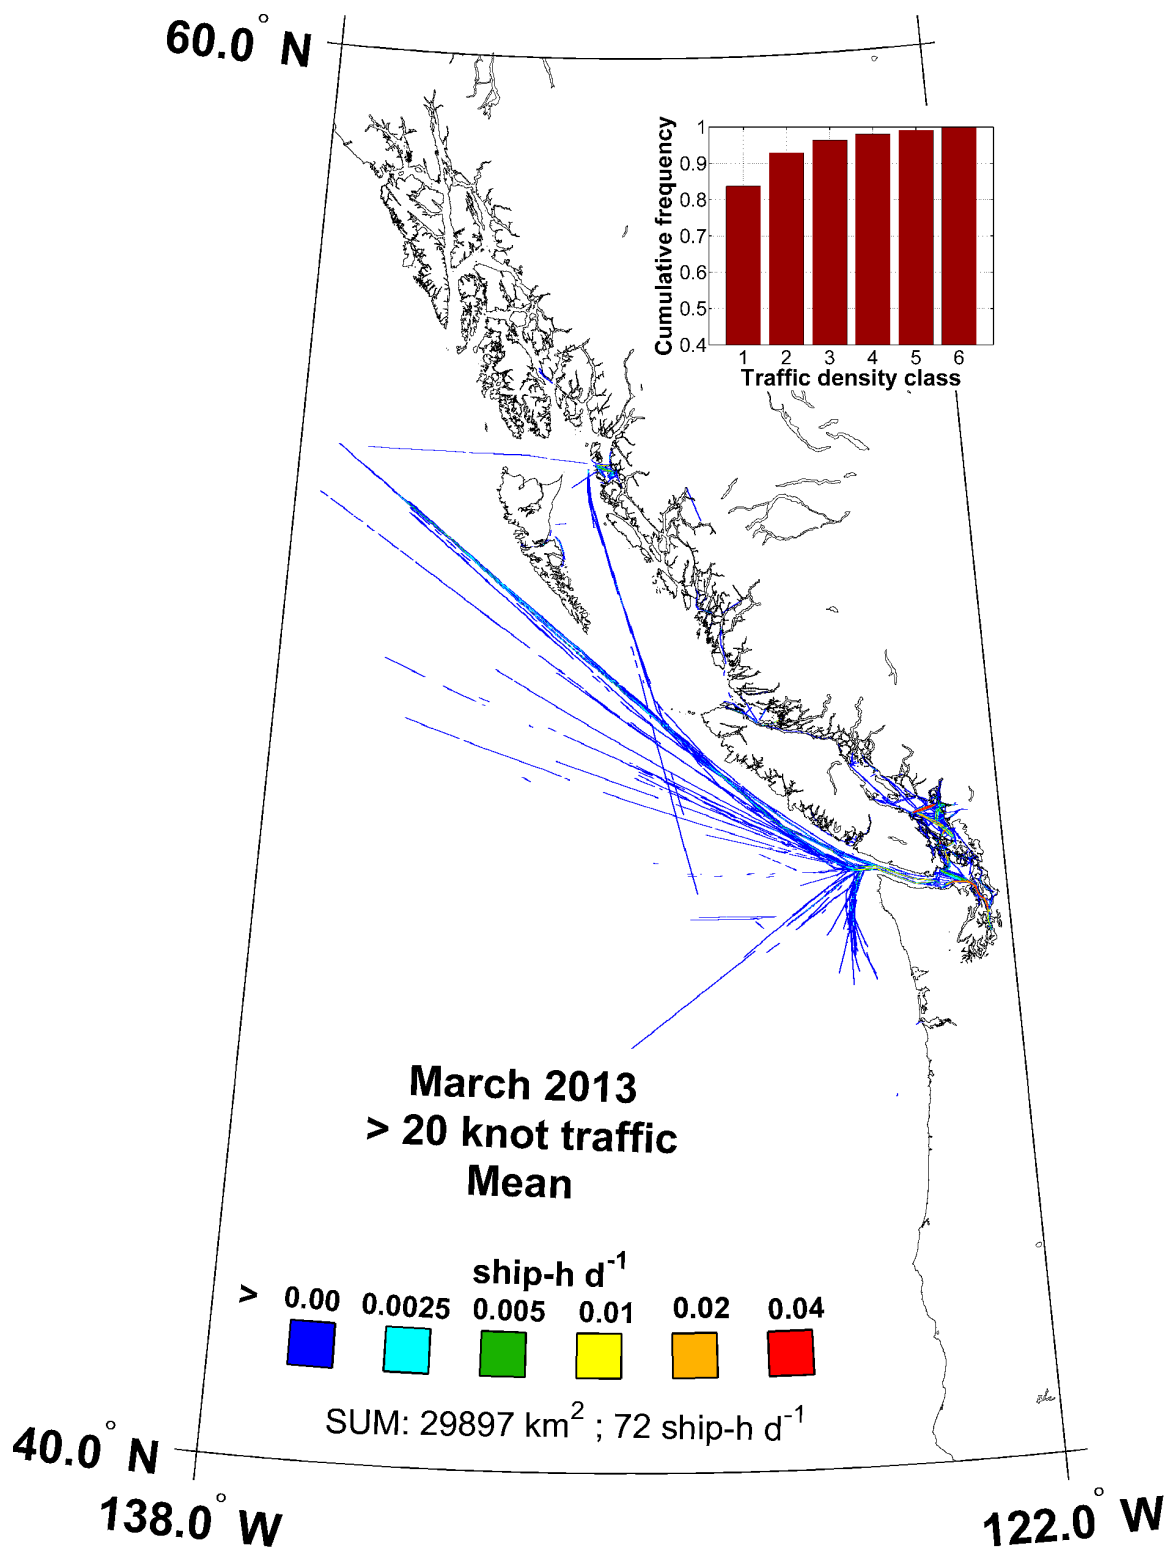 60.0° N
Cumulative frequency
1
0.9
0.8
0.7
0.6
0.5
0.4
1 2 3 4 5 6
Traffic density class
March 2013
> 20 knot traffic
Mean
ship-h d⁻¹
> 0.00 0.0025 0.005 0.01 0.02 0.04
SUM: 29897 km² ; 72 ship-h d⁻¹
40.0° N
138.0° W
122.0° W